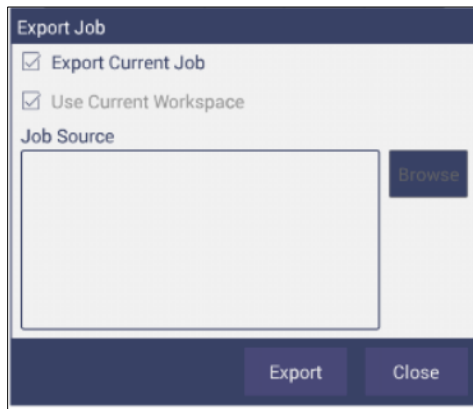 Export Job
Export Current Job
Use Current Workspace
Job Source
Browse
Export Close